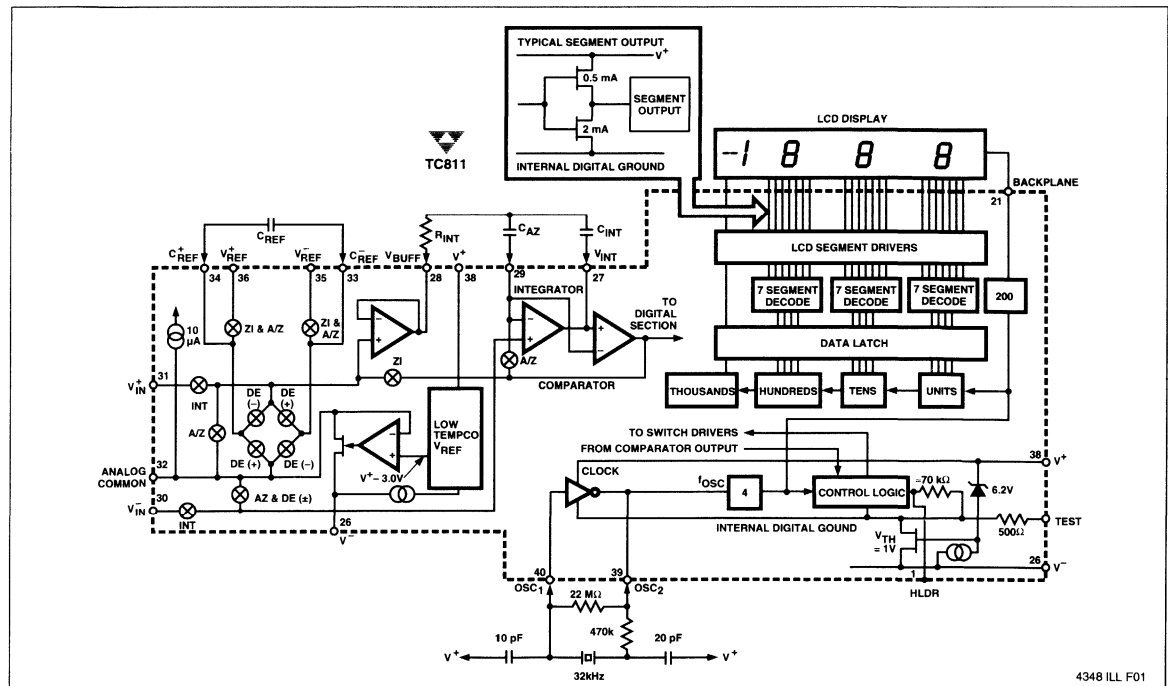 TYPICAL SEGMENT OUTPUT
V+
0.5 mA
SEGMENT
OUTPUT
2 mA
INTERNAL DIGITAL GROUND
TC811
LCD DISPLAY
-1 8 8 8
BACKPLANE
21
LCD SEGMENT DRIVERS
7 SEGMENT
DECODE
7 SEGMENT
DECODE
7 SEGMENT
DECODE
200
DATA LATCH
THOUSANDS
HUNDREDS
TENS
UNITS
CREF
RINT
CAZ
CINT
C+REF
V+REF
V-REF
C-REF
VBUFF
V+
VINT
34
36
35
33
28
38
29
27
INTEGRATOR
TO
DIGITAL
SECTION
10
µA
ZI &
A/Z
ZI &
A/Z
ZI
A/Z
COMPARATOR
31
V+IN
INT
DE
(–)
DE
(+)
A/Z
DE (+)
DE (–)
LOW
TEMPCO
VREF
V+ – 3.0V
32
ANALOG
COMMON
30
V-IN
INT
AZ & DE (±)
26
V-
TO SWITCH DRIVERS
FROM COMPARATOR OUTPUT
CLOCK
fOSC
4
CONTROL LOGIC
≈70 kΩ
6.2V
38
V+
INTERNAL DIGITAL GOUND
TEST
500Ω
VTH
= 1V
26
V-
1
HLDR
40
OSC1
39
OSC2
22 MΩ
470k
10 pF
20 pF
V+
V+
32kHz
4348 ILL F01